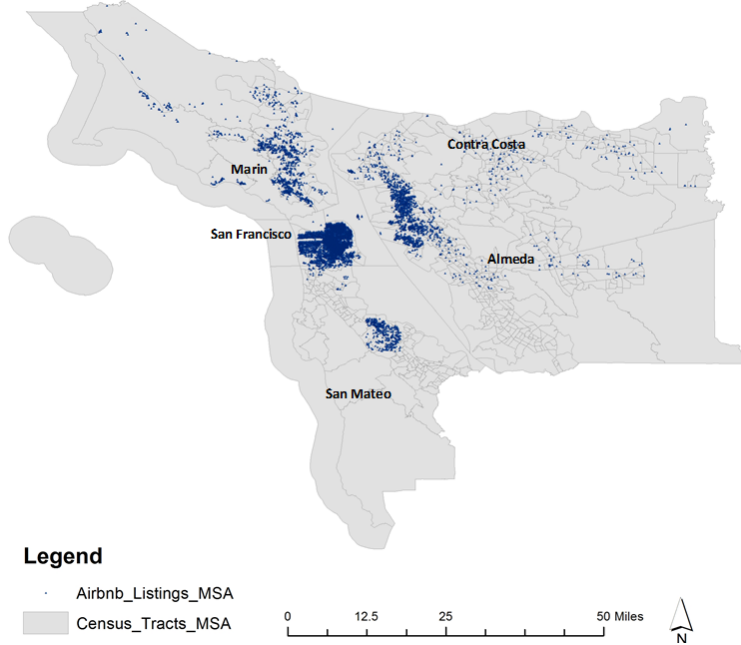 Contra Costa
Marin
San Francisco
Almeda
San Mateo
Legend
Airbnb_Listings_MSA
Census_Tracts_MSA
0 12.5 25 50 Miles
N